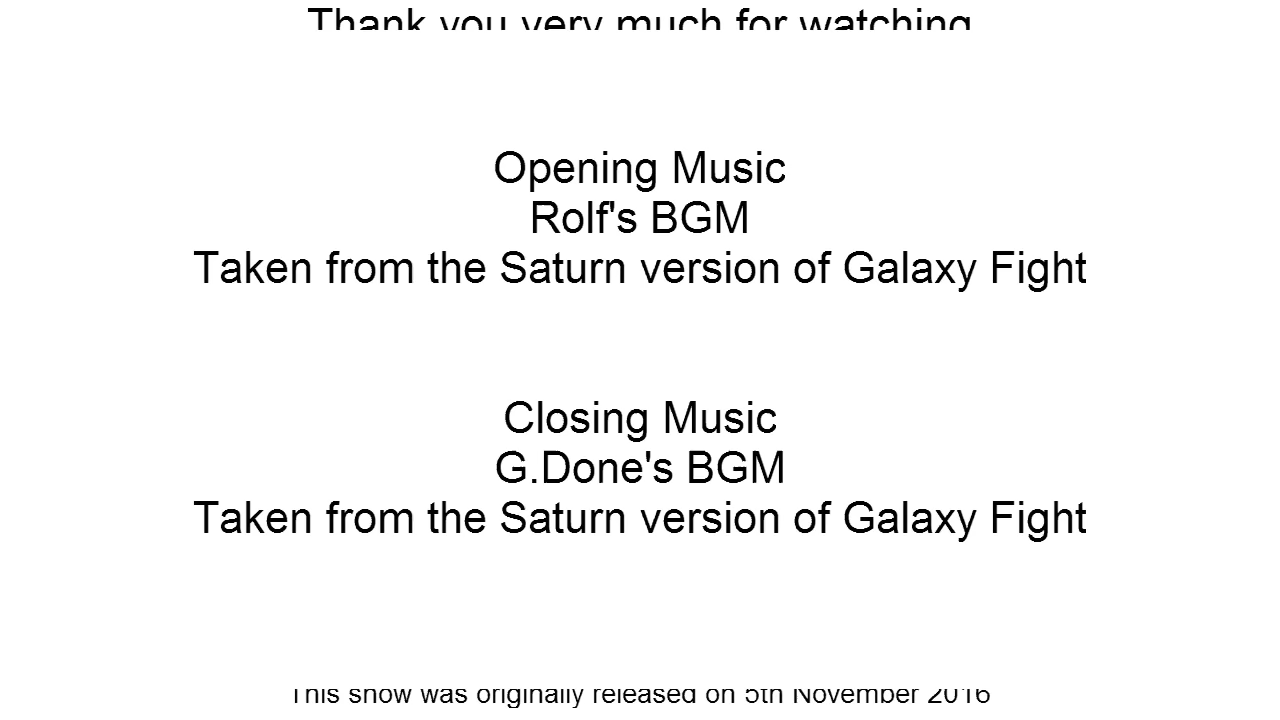 Thank you very much for watching
Opening Music
Rolf's BGM
Taken from the Saturn version of Galaxy Fight
Closing Music
G.Done's BGM
Taken from the Saturn version of Galaxy Fight
This show was originally released on 5th November 2016